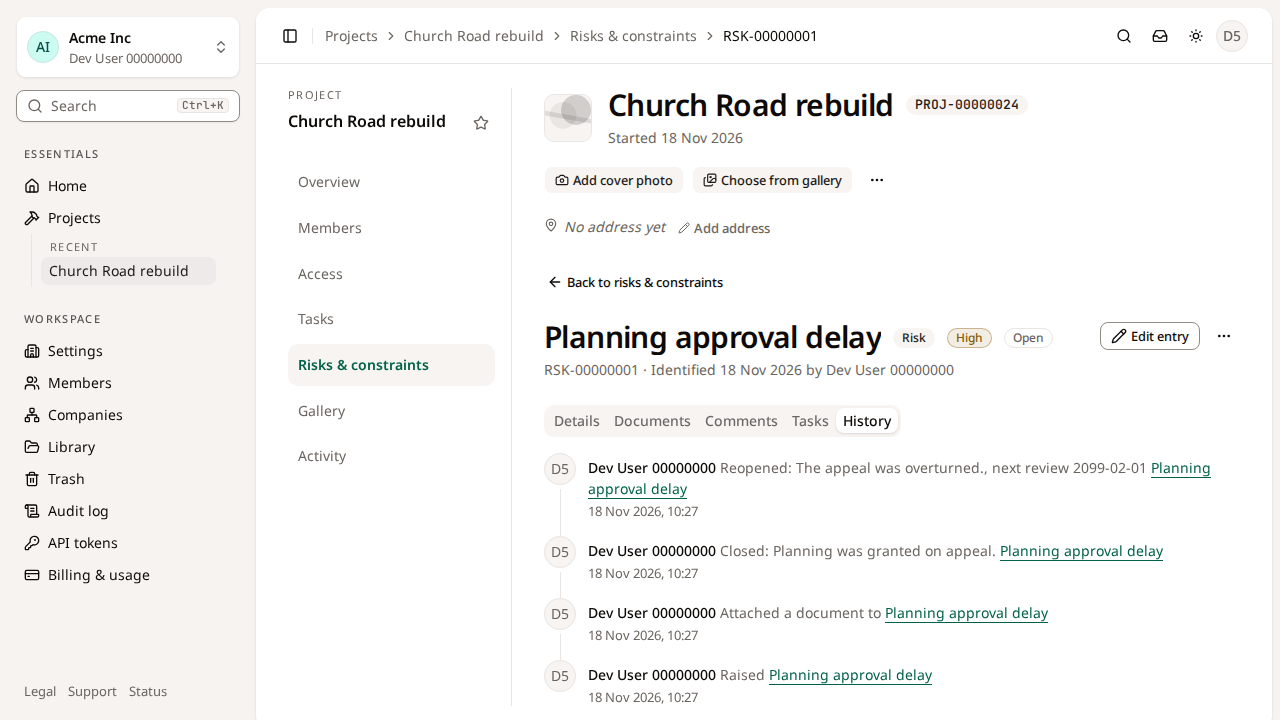 AI
Acme Inc
Dev User 00000000
Search
Ctrl+K
ESSENTIALS
Home
Projects
RECENT
Church Road rebuild
WORKSPACE
Settings
Members
Companies
Library
Trash
Audit log
API tokens
Billing & usage
Legal Support Status
Projects > Church Road rebuild > Risks & constraints > RSK-00000001
D5
PROJECT
Church Road rebuild
Overview
Members
Access
Tasks
Risks & constraints
Gallery
Activity
Church Road rebuild PROJ-00000024
Started 18 Nov 2026
Add cover photo Choose from gallery
No address yet Add address
Back to risks & constraints
Planning approval delay Risk High Open
Edit entry
RSK-00000001 · Identified 18 Nov 2026 by Dev User 00000000
Details Documents Comments Tasks History
D5 Dev User 00000000 Reopened: The appeal was overturned., next review 2099-02-01 Planning
approval delay
18 Nov 2026, 10:27
D5 Dev User 00000000 Closed: Planning was granted on appeal. Planning approval delay
18 Nov 2026, 10:27
D5 Dev User 00000000 Attached a document to Planning approval delay
18 Nov 2026, 10:27
D5 Dev User 00000000 Raised Planning approval delay
18 Nov 2026, 10:27